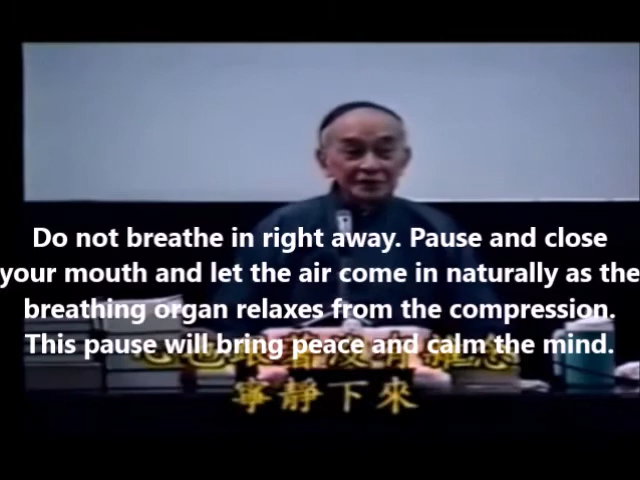 Do not breathe in right away. Pause and close
your mouth and let the air come in naturally as the
breathing organ relaxes from the compression.
This pause will bring peace and calm the mind.
寧靜下來